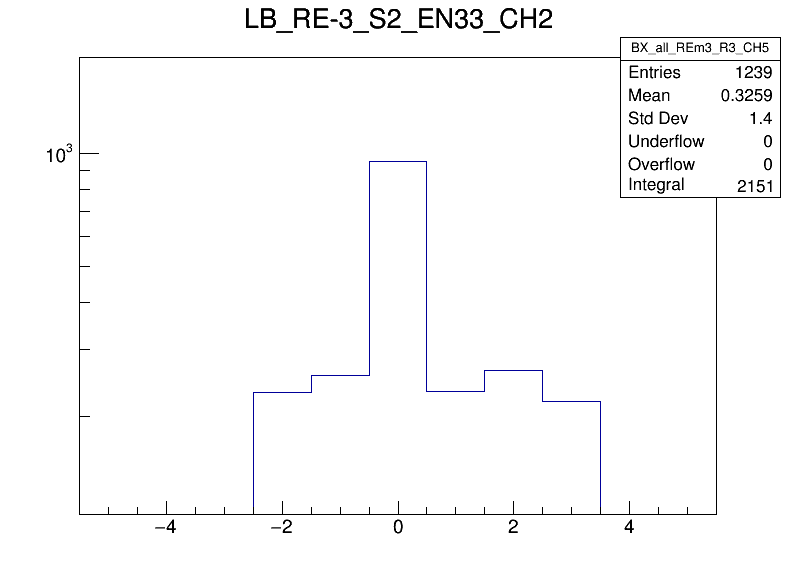 LB_RE-3_S2_EN33_CH2
BX_all_REm3_R3_CH5
Entries 1239
Mean 0.3259
Std Dev 1.4
Underflow 0
Overflow 0
Integral 2151
10³
−4 −2 0 2 4